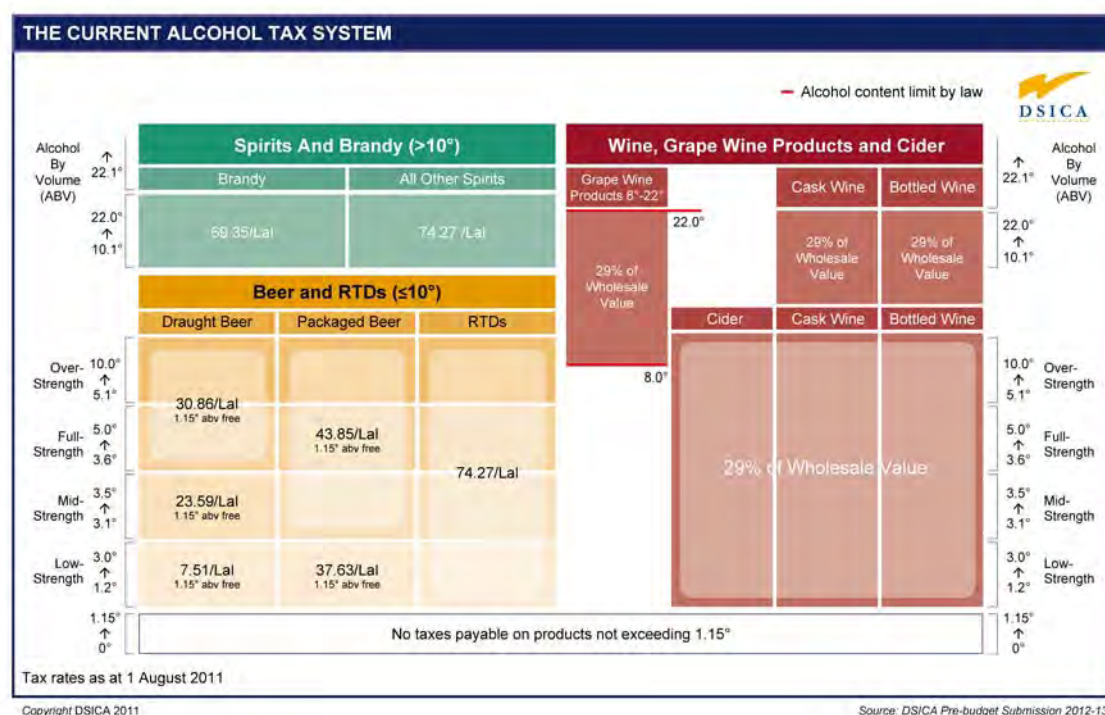 THE CURRENT ALCOHOL TAX SYSTEM
Alcohol content limit by law
DSICA
Alcohol
By
Volume
(ABV)
22.1°
22.0°
10.1°
Spirits And Brandy (>10°)
Brandy
All Other Spirits
69.35/Lal
74.27 /Lal
Wine, Grape Wine Products and Cider
Grape Wine
Products 8°-22°
Cask Wine
Bottled Wine
22.0°
29% of
Wholesale
Value
29% of
Wholesale
Value
29% of
Wholesale
Value
8.0°
Alcohol
By
Volume
(ABV)
22.1°
22.0°
10.1°
Beer and RTDs (≤10°)
Draught Beer
Packaged Beer
RTDs
Cider
Cask Wine
Bottled Wine
Over-
Strength
10.0°
5.1°
Full-
Strength
5.0°
3.6°
Mid-
Strength
3.5°
3.1°
Low-
Strength
3.0°
1.2°
30.86/Lal
1.15° abv free
43.85/Lal
1.15° abv free
74.27/Lal
23.59/Lal
1.15° abv free
7.51/Lal
1.15° abv free
37.63/Lal
1.15° abv free
29% of Wholesale Value
10.0°
5.1°
Over-
Strength
5.0°
3.6°
Full-
Strength
3.5°
3.1°
Mid-
Strength
3.0°
1.2°
Low-
Strength
1.15°
0°
No taxes payable on products not exceeding 1.15°
1.15°
0°
Tax rates as at 1 August 2011
Copyright DSICA 2011
Source: DSICA Pre-budget Submission 2012-13